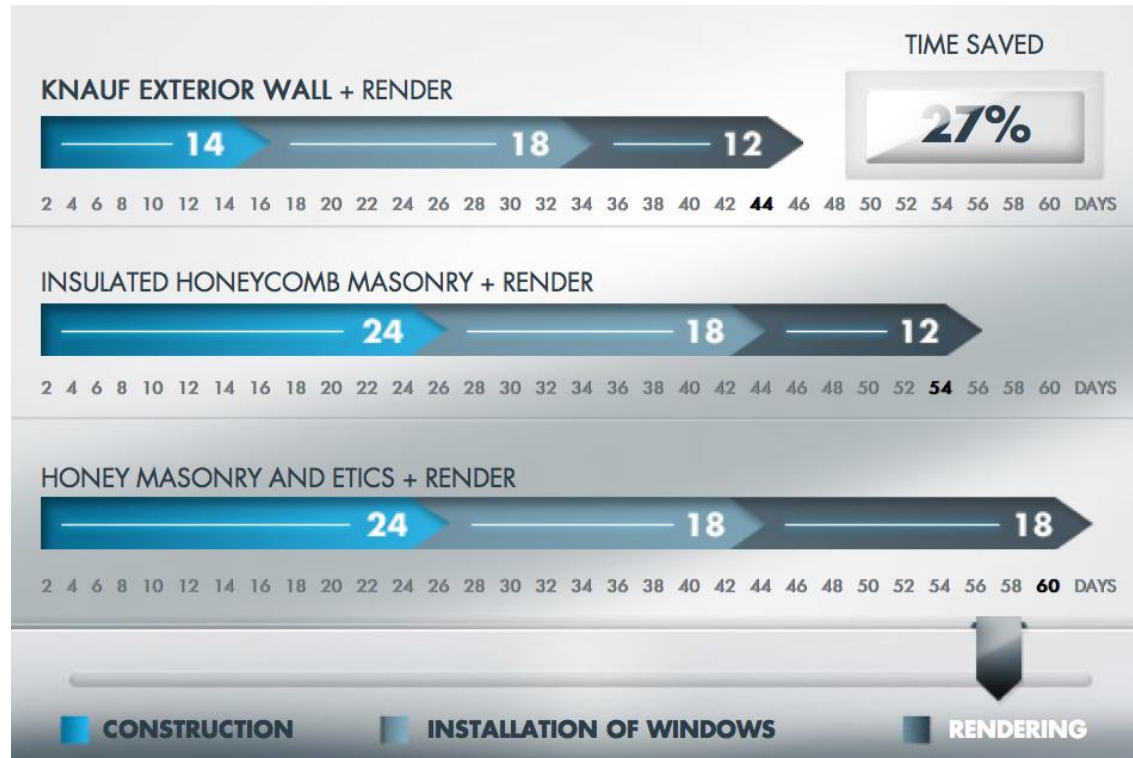 TIME SAVED
27%
KNAUF EXTERIOR WALL + RENDER
14 18 12
2 4 6 8 10 12 14 16 18 20 22 24 26 28 30 32 34 36 38 40 42 44 46 48 50 52 54 56 58 60 DAYS
INSULATED HONEYCOMB MASONRY + RENDER
24 18 12
2 4 6 8 10 12 14 16 18 20 22 24 26 28 30 32 34 36 38 40 42 44 46 48 50 52 54 56 58 60 DAYS
HONEY MASONRY AND ETICS + RENDER
24 18 18
2 4 6 8 10 12 14 16 18 20 22 24 26 28 30 32 34 36 38 40 42 44 46 48 50 52 54 56 58 60 DAYS
CONSTRUCTION INSTALLATION OF WINDOWS RENDERING